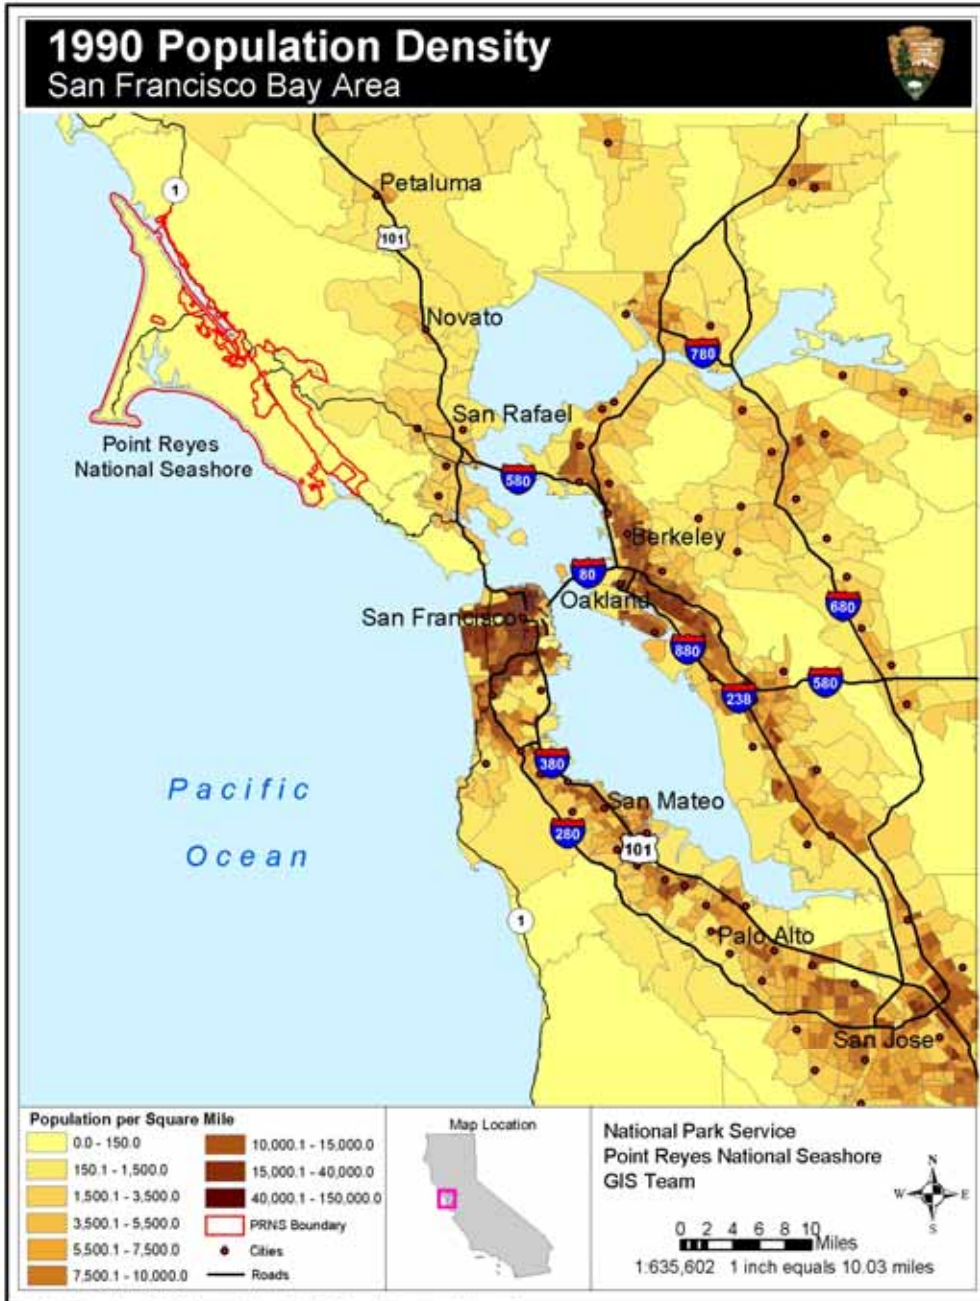 1990 Population Density
San Francisco Bay Area
1
Petaluma
101
Novato
780
San Rafael
Point Reyes
National Seashore
580
Berkeley
80
Oakland
San Francisco
680
880
580
238
Pacific
380
San Mateo
Ocean
280
101
1
Palo Alto
San Jose
Population per Square Mile
0.0 - 150.0
150.1 - 1,500.0
1,500.1 - 3,500.0
3,500.1 - 5,500.0
5,500.1 - 7,500.0
7,500.1 - 10,000.0
10,000.1 - 15,000.0
15,000.1 - 40,000.0
40,000.1 - 150,000.0
PRNS Boundary
Cities
Roads
Map Location
National Park Service
Point Reyes National Seashore
GIS Team
N
W E
S
0 2 4 6 8 10
Miles
1:635,602 1 inch equals 10.03 miles